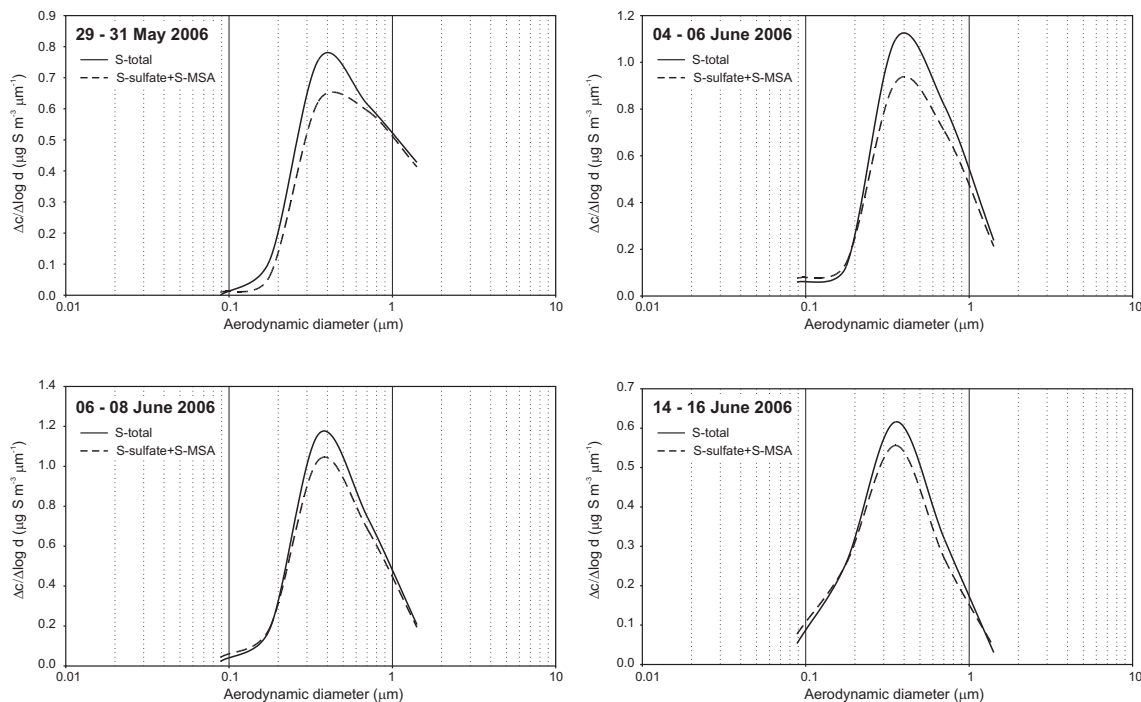 29 - 31 May 2006
S-total
S-sulfate+S-MSA
Δc/Δlog d (μg S m⁻³ μm⁻¹)
0.9
0.8
0.7
0.6
0.5
0.4
0.3
0.2
0.1
0.0
0.01 0.1 1 10
Aerodynamic diameter (μm)
04 - 06 June 2006
S-total
S-sulfate+S-MSA
Δc/Δlog d (μg S m⁻³ μm⁻¹)
1.2
1.0
0.8
0.6
0.4
0.2
0.0
0.01 0.1 1 10
Aerodynamic diameter (μm)
06 - 08 June 2006
S-total
S-sulfate+S-MSA
Δc/Δlog d (μg S m⁻³ μm⁻¹)
1.4
1.2
1.0
0.8
0.6
0.4
0.2
0.0
0.01 0.1 1 10
Aerodynamic diameter (μm)
14 - 16 June 2006
S-total
S-sulfate+S-MSA
Δc/Δlog d (μg S m⁻³ μm⁻¹)
0.7
0.6
0.5
0.4
0.3
0.2
0.1
0.0
0.01 0.1 1 10
Aerodynamic diameter (μm)